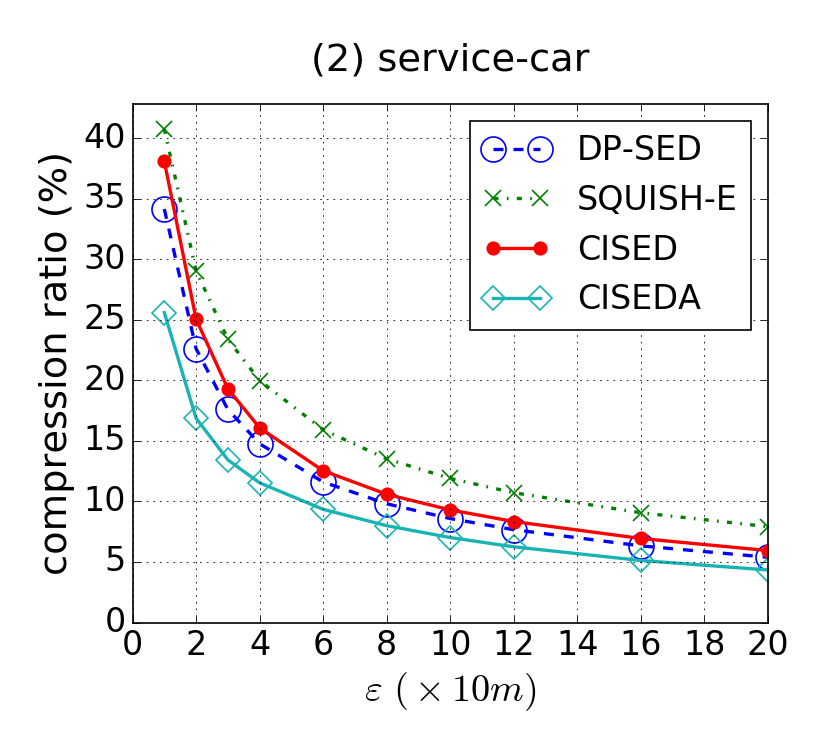 (2) service-car
compression ratio (%)
40
35
30
25
20
15
10
5
0
DP-SED
SQUISH-E
CISED
CISEDA
0 2 4 6 8 10 12 14 16 18 20
ε (×10m)